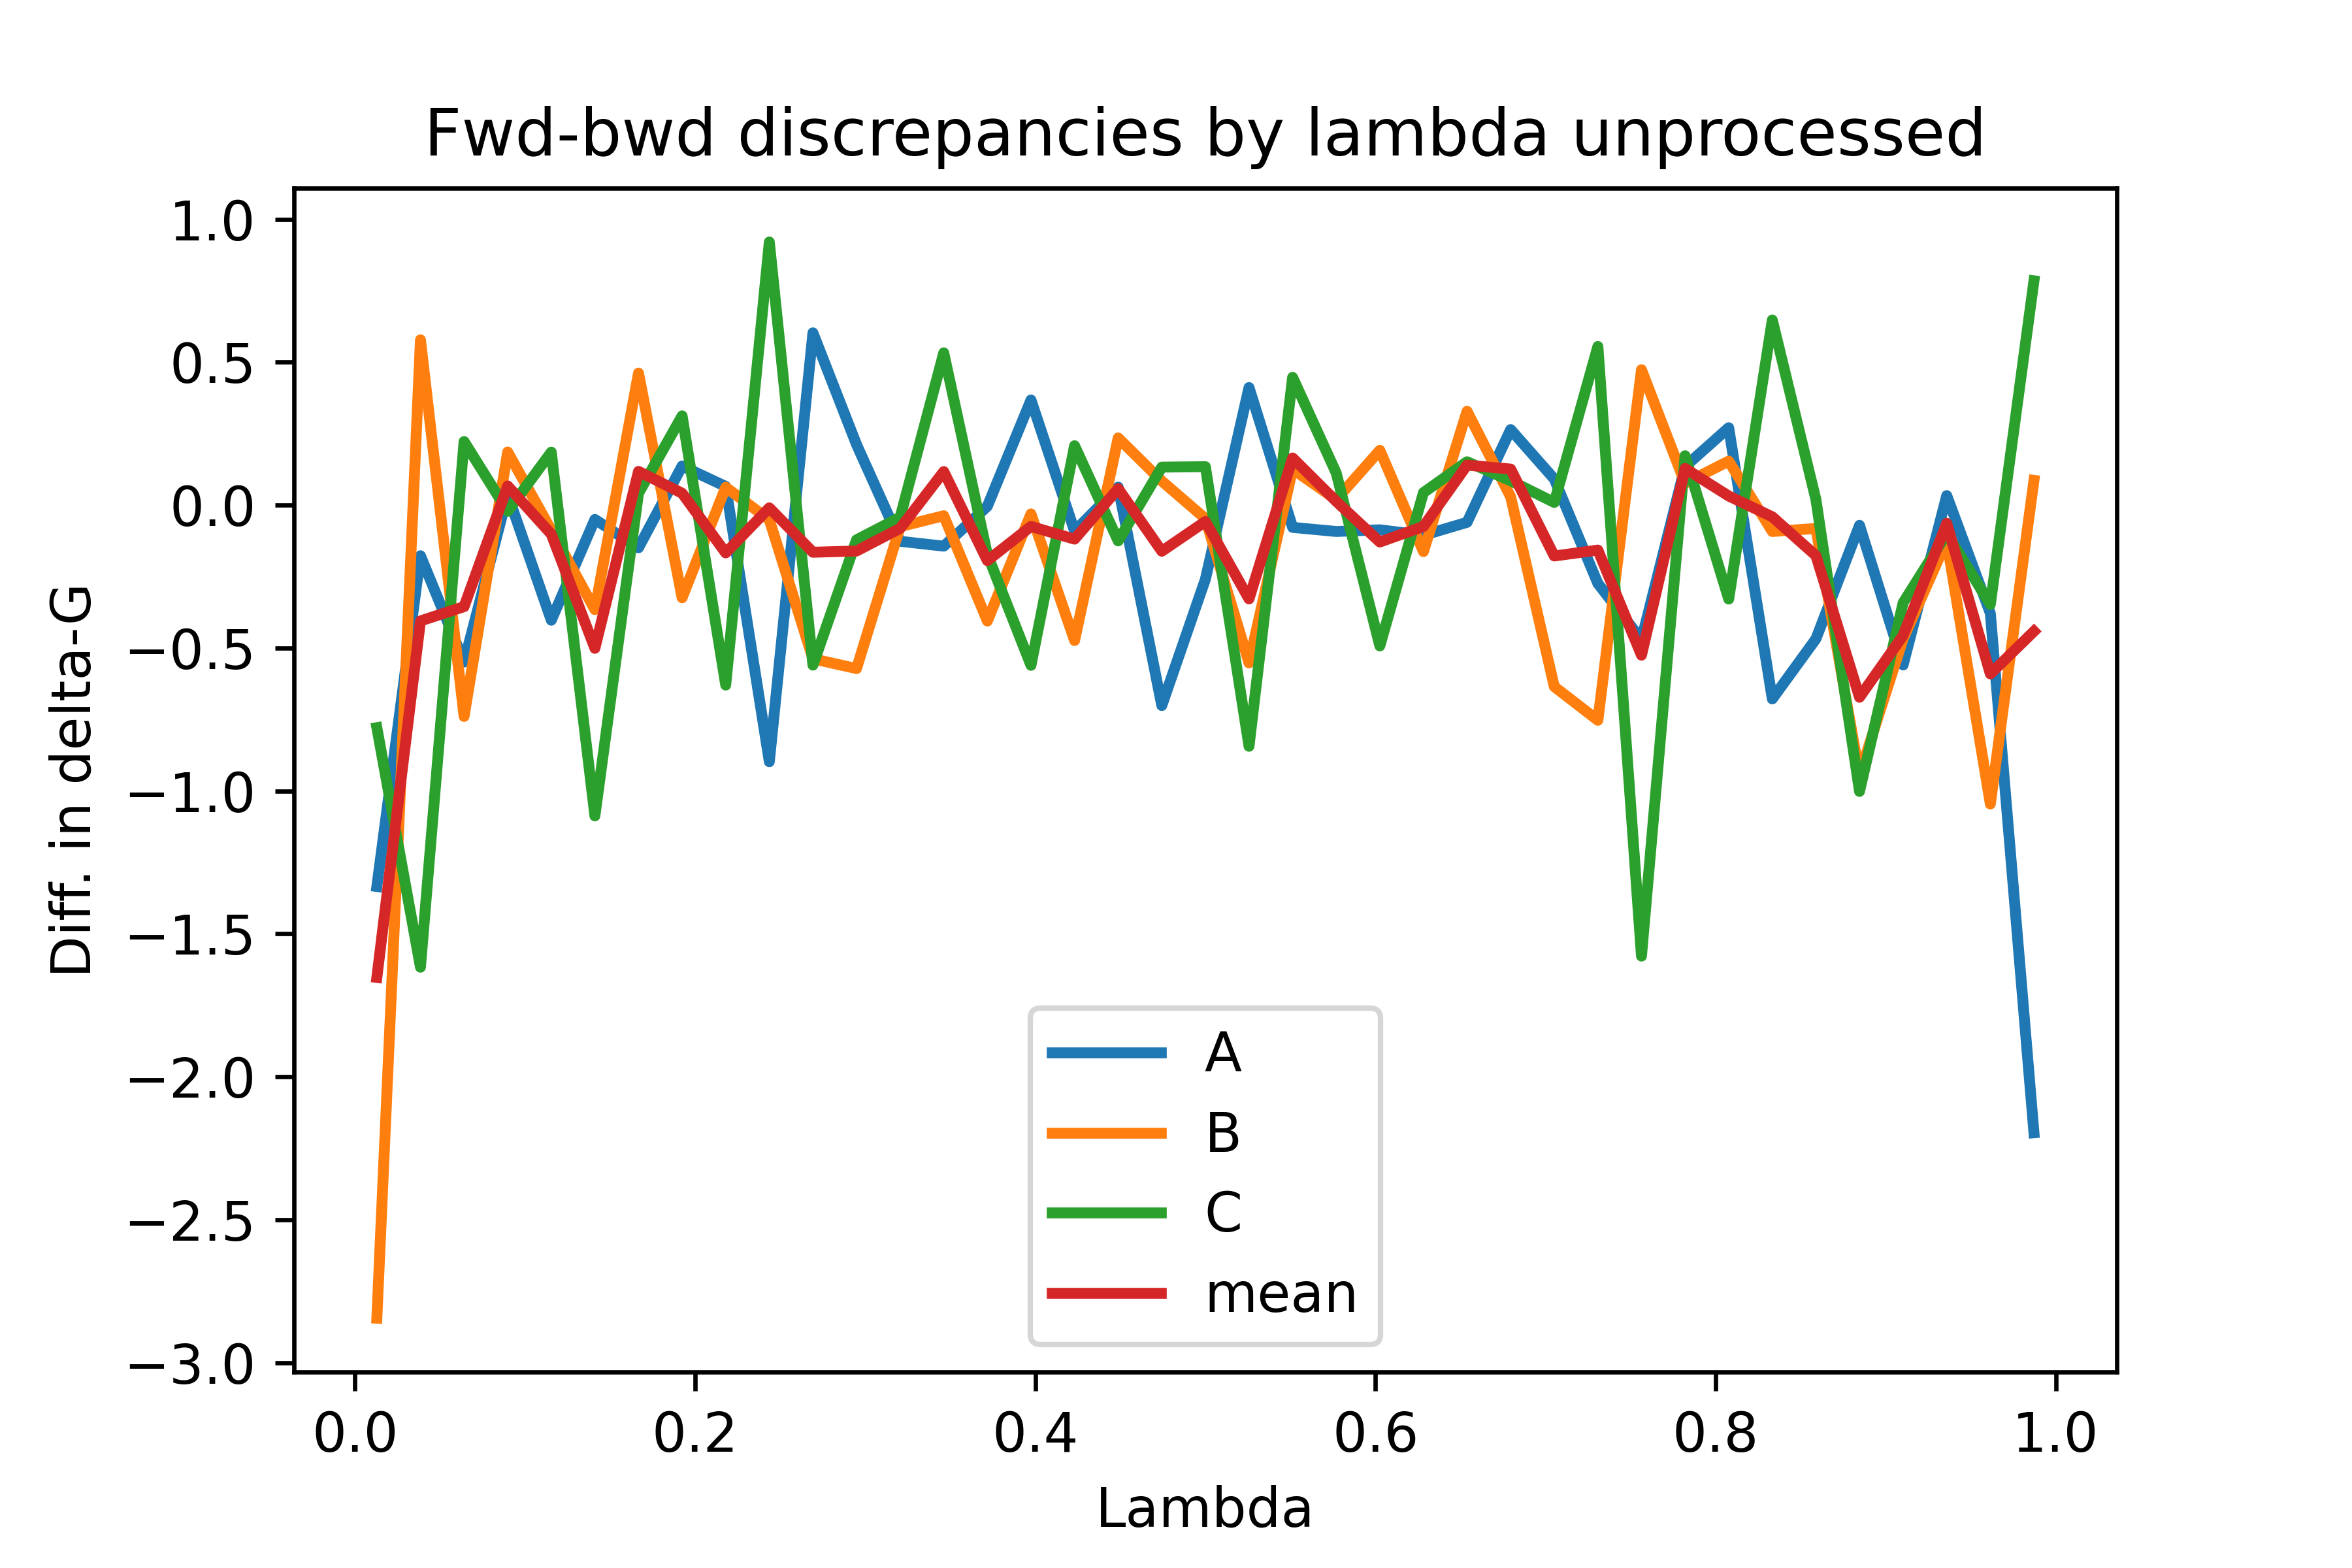 Fwd-bwd discrepancies by lambda unprocessed
1.0
0.5
0.0
−0.5
−1.0
−1.5
−2.0
−2.5
−3.0
Diff. in delta-G
A
B
C
mean
0.0 0.2 0.4 0.6 0.8 1.0
Lambda